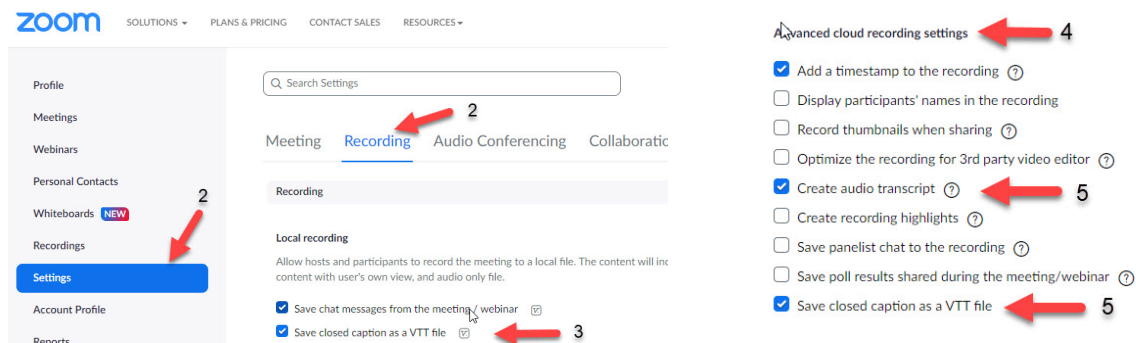 zoom SOLUTIONS PLANS & PRICING CONTACT SALES RESOURCES
Profile
Meetings
Webinars
Personal Contacts
Whiteboards NEW
Recordings
2
Settings
Account Profile
Reports
Search Settings
2
Meeting Recording Audio Conferencing Collaboratio
Recording
Local recording
Allow hosts and participants to record the meeting to a local file. The content will inc
content with user's own view, and audio only file.
Save chat messages from the meeting / webinar
Save closed caption as a VTT file 3
Advanced cloud recording settings 4
Add a timestamp to the recording ?
Display participants' names in the recording
Record thumbnails when sharing ?
Optimize the recording for 3rd party video editor ?
Create audio transcript ? 5
Create recording highlights ?
Save panelist chat to the recording ?
Save poll results shared during the meeting/webinar ?
Save closed caption as a VTT file 5